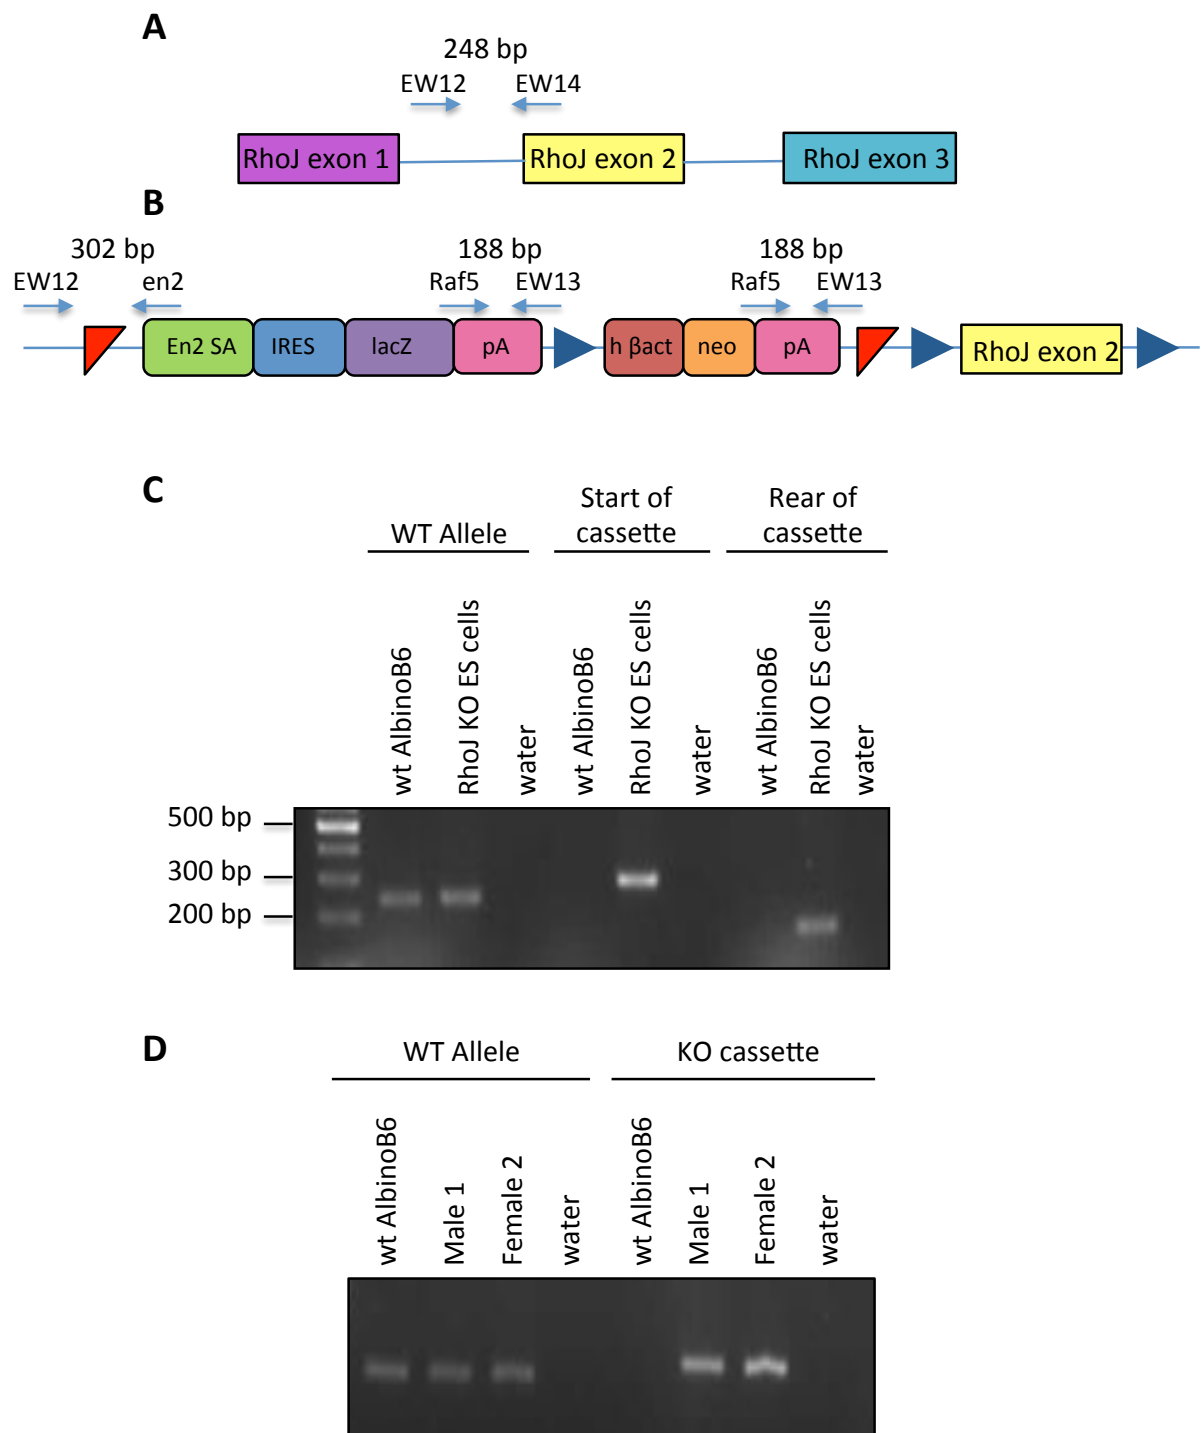 A
248 bp
EW12 EW14
RhoJ exon 1 RhoJ exon 2 RhoJ exon 3
B
302 bp 188 bp 188 bp
EW12 en2 Raf5 EW13 Raf5 EW13
En2 SA IRES lacZ pA h βact neo pA RhoJ exon 2
C
WT Allele
Start of cassette
Rear of cassette
wt AlbinoB6
RhoJ KO ES cells
water
wt AlbinoB6
RhoJ KO ES cells
water
wt AlbinoB6
RhoJ KO ES cells
water
500 bp
300 bp
200 bp
D
WT Allele KO cassette
wt AlbinoB6
Male 1
Female 2
water
wt AlbinoB6
Male 1
Female 2
water